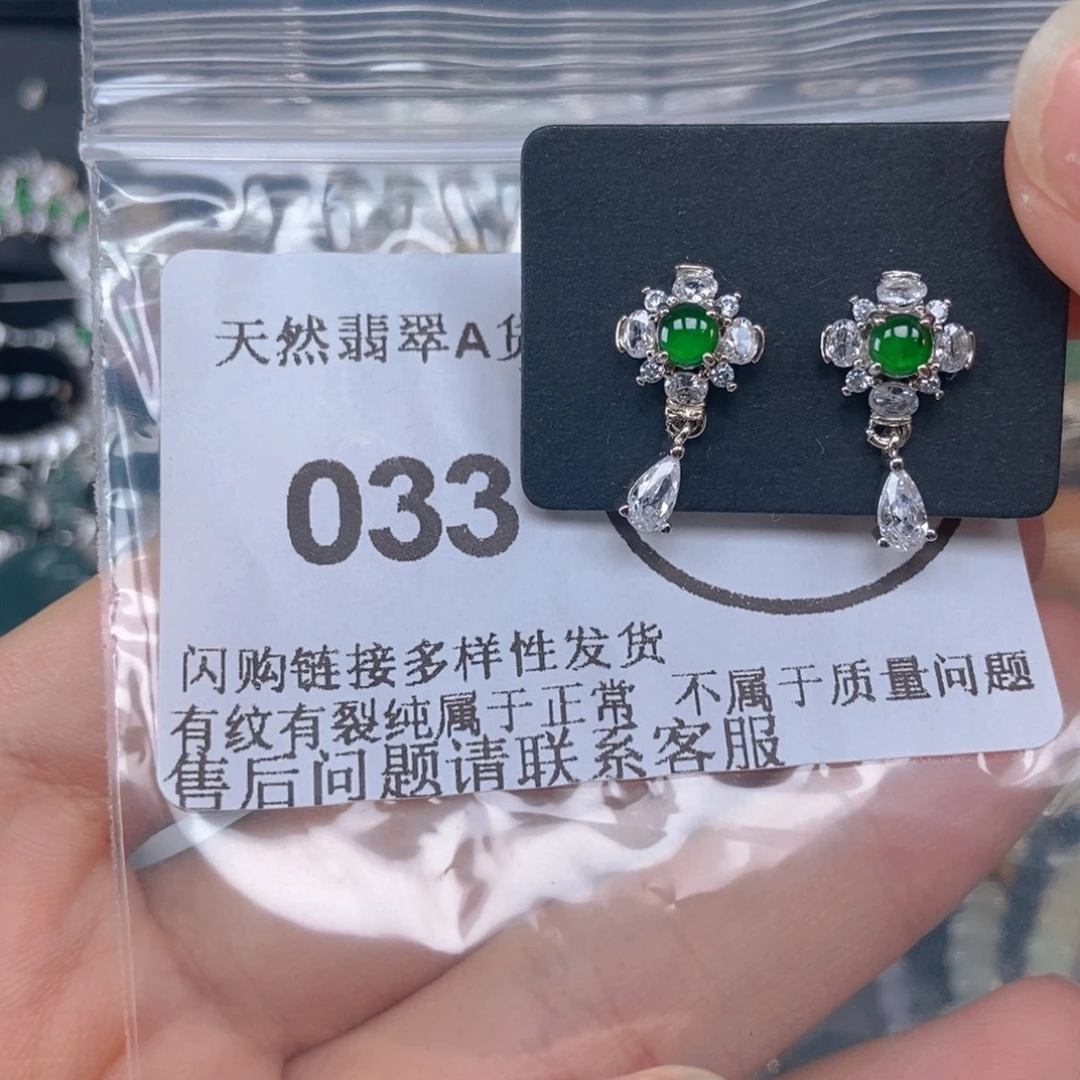 天然翡翠A货
033
闪购链接多样性发货
有纹有裂纯属于正常 不属于质量问题
售后问题请联系客服